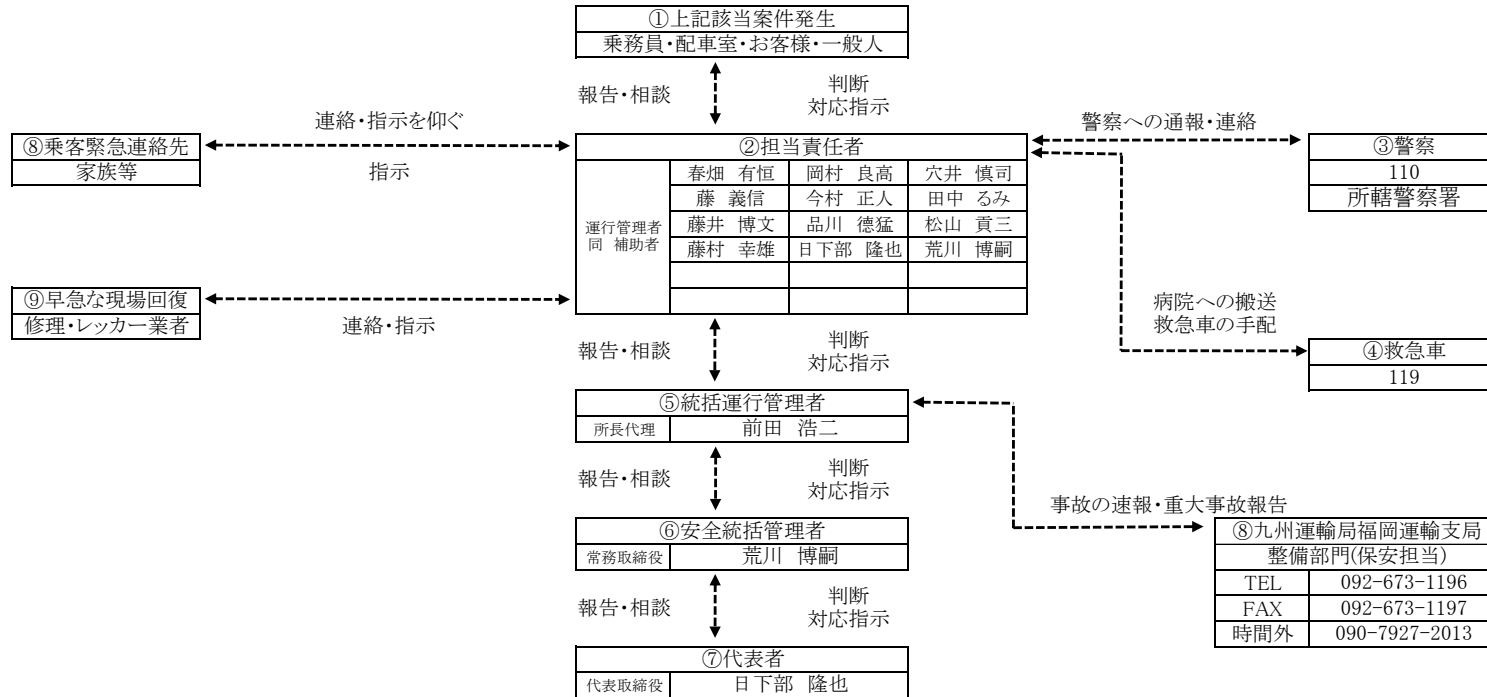 ①上記該当案件発生
乗務員・配車室・お客様・一般人
報告・相談
判断
対応指示
連絡・指示を仰ぐ
警察への通報・連絡
⑧乗客緊急連絡先
家族等
指示
②担当責任者
運行管理者
同 補助者
春畑 有恒 岡村 良高 穴井 慎司
藤 義信 今村 正人 田中 るみ
藤井 博文 品川 徳猛 松山 貢三
藤村 幸雄 日下部 隆也 荒川 博嗣
③警察
110
所轄警察署
⑨早急な現場回復
修理・レッカー業者
連絡・指示
病院への搬送
救急車の手配
④救急車
119
報告・相談
判断
対応指示
⑤統括運行管理者
所長代理 前田 浩二
報告・相談
判断
対応指示
事故の速報・重大事故報告
⑥安全統括管理者
常務取締役 荒川 博嗣
⑧九州運輸局福岡運輸支局
整備部門(保安担当)
TEL 092-673-1196
FAX 092-673-1197
時間外 090-7927-2013
報告・相談
判断
対応指示
⑦代表者
代表取締役 日下部 隆也